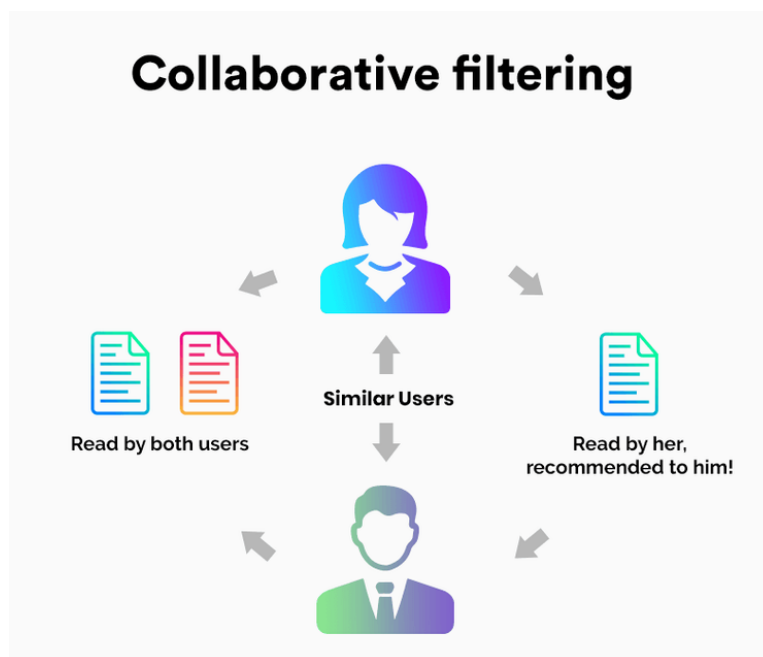 Collaborative filtering
Similar Users
Read by both users
Read by her,
recommended to him!